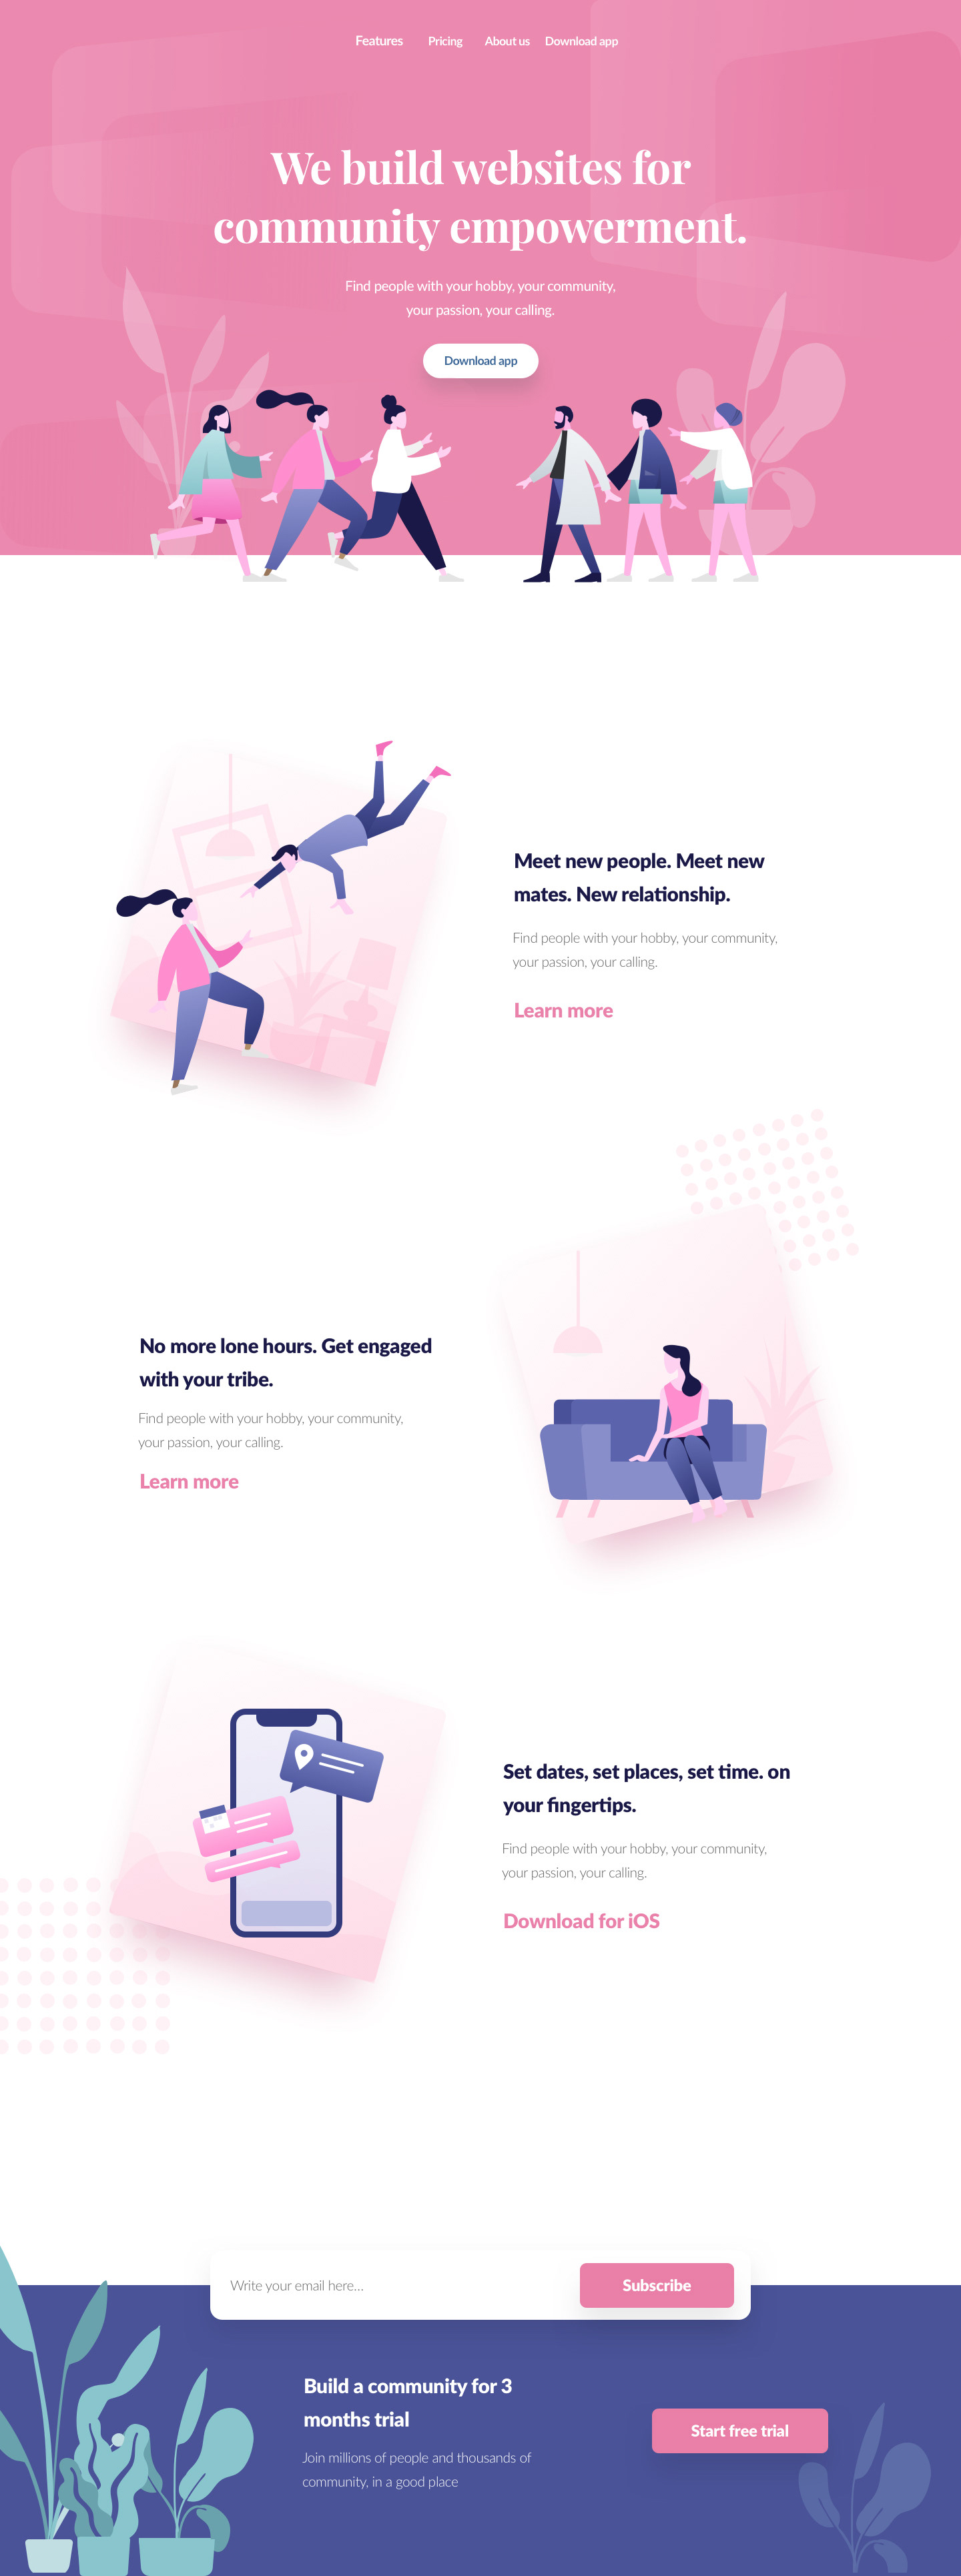 Features Pricing About us Download app
We build websites for
community empowerment.
Find people with your hobby, your community,
your passion, your calling.
Download app
Meet new people. Meet new
mates. New relationship.
Find people with your hobby, your community,
your passion, your calling.
Learn more
No more lone hours. Get engaged
with your tribe.
Find people with your hobby, your community,
your passion, your calling.
Learn more
Set dates, set places, set time. on
your fingertips.
Find people with your hobby, your community,
your passion, your calling.
Download for iOS
Write your email here...
Subscribe
Build a community for 3
months trial
Join millions of people and thousands of
community, in a good place
Start free trial